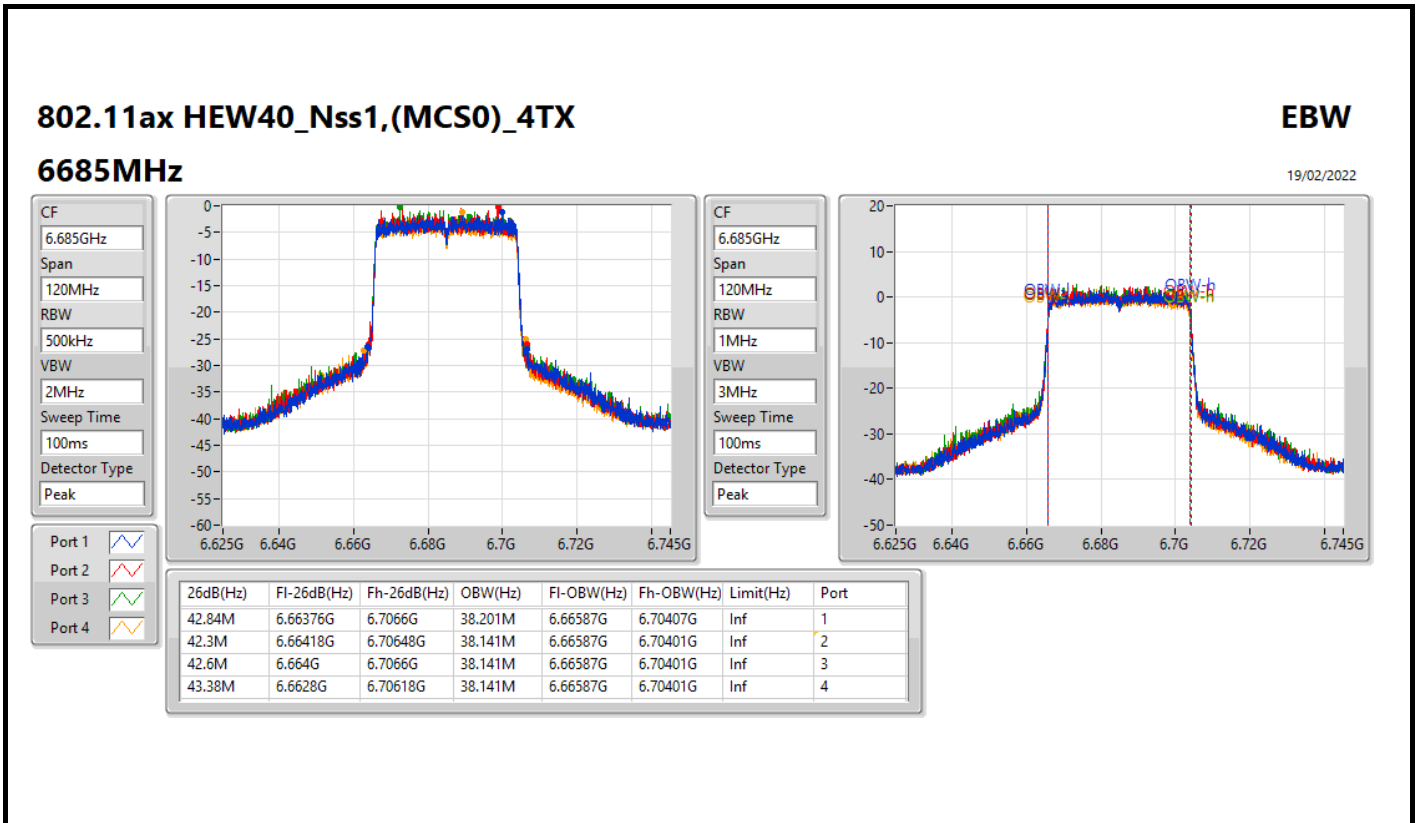 802.11ax HEW40_Nss1,(MCS0)_4TX
EBW
6685MHz
19/02/2022
CF
6.685GHz
Span
120MHz
RBW
500kHz
VBW
2MHz
Sweep Time
100ms
Detector Type
Peak
0
-5
-10
-15
-20
-25
-30
-35
-40
-45
-50
-55
-60
6.625G 6.64G 6.66G 6.68G 6.7G 6.72G 6.745G
CF
6.685GHz
Span
120MHz
RBW
1MHz
VBW
3MHz
Sweep Time
100ms
Detector Type
Peak
20
10
0
-10
-20
-30
-40
-50
OBW-h
6.625G 6.64G 6.66G 6.68G 6.7G 6.72G 6.745G
Port 1
Port 2
Port 3
Port 4
26dB(Hz) Fl-26dB(Hz) Fh-26dB(Hz) OBW(Hz) Fl-OBW(Hz) Fh-OBW(Hz) Limit(Hz) Port
42.84M 6.66376G 6.7066G 38.201M 6.66587G 6.70407G Inf 1
42.3M 6.66418G 6.70648G 38.141M 6.66587G 6.70401G Inf 2
42.6M 6.664G 6.7066G 38.141M 6.66587G 6.70401G Inf 3
43.38M 6.6628G 6.70618G 38.141M 6.66587G 6.70401G Inf 4